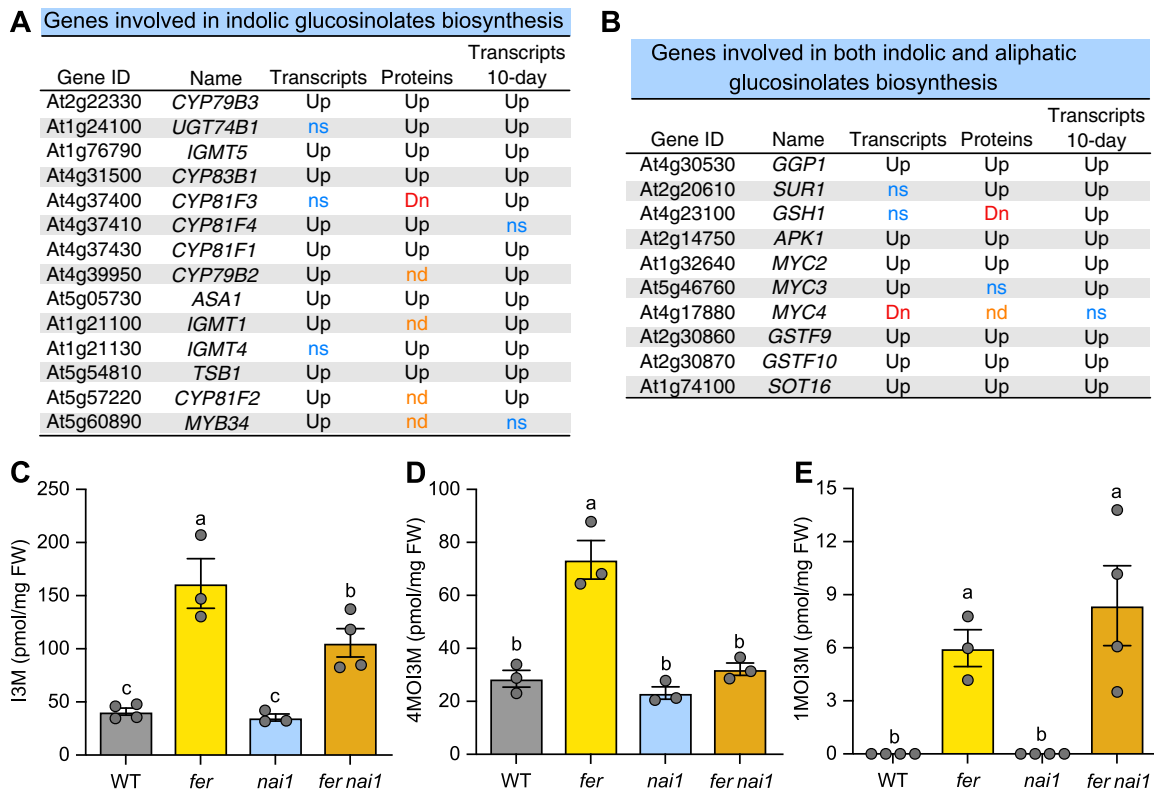 A
Genes involved in indolic glucosinolates biosynthesis
Transcripts
Gene ID Name Transcripts Proteins 10-day
At2g22330 CYP79B3 Up Up Up
At1g24100 UGT74B1 ns Up Up
At1g76790 IGMT5 Up Up Up
At4g31500 CYP83B1 Up Up Up
At4g37400 CYP81F3 ns Dn Up
At4g37410 CYP81F4 Up Up ns
At4g37430 CYP81F1 Up Up Up
At4g39950 CYP79B2 Up nd Up
At5g05730 ASA1 Up Up Up
At1g21100 IGMT1 Up nd Up
At1g21130 IGMT4 ns Up Up
At5g54810 TSB1 Up Up Up
At5g57220 CYP81F2 Up nd Up
At5g60890 MYB34 Up nd ns
B
Genes involved in both indolic and aliphatic
glucosinolates biosynthesis
Transcripts
Gene ID Name Transcripts Proteins 10-day
At4g30530 GGP1 Up Up Up
At2g20610 SUR1 ns Up Up
At4g23100 GSH1 ns Dn Up
At2g14750 APK1 Up Up Up
At1g32640 MYC2 Up Up Up
At5g46760 MYC3 Up ns Up
At4g17880 MYC4 Dn nd ns
At2g30860 GSTF9 Up Up Up
At2g30870 GSTF10 Up Up Up
At1g74100 SOT16 Up Up Up
C
I3M (pmol/mg FW)
250
200
150
100
50
0
c
a
c
b
WT fer nai1 fer nai1
D
4MOI3M (pmol/mg FW)
100
80
60
40
20
0
b
a
b
b
WT fer nai1 fer nai1
E
1MOI3M (pmol/mg FW)
15
12
9
6
3
0
b
a
b
a
WT fer nai1 fer nai1